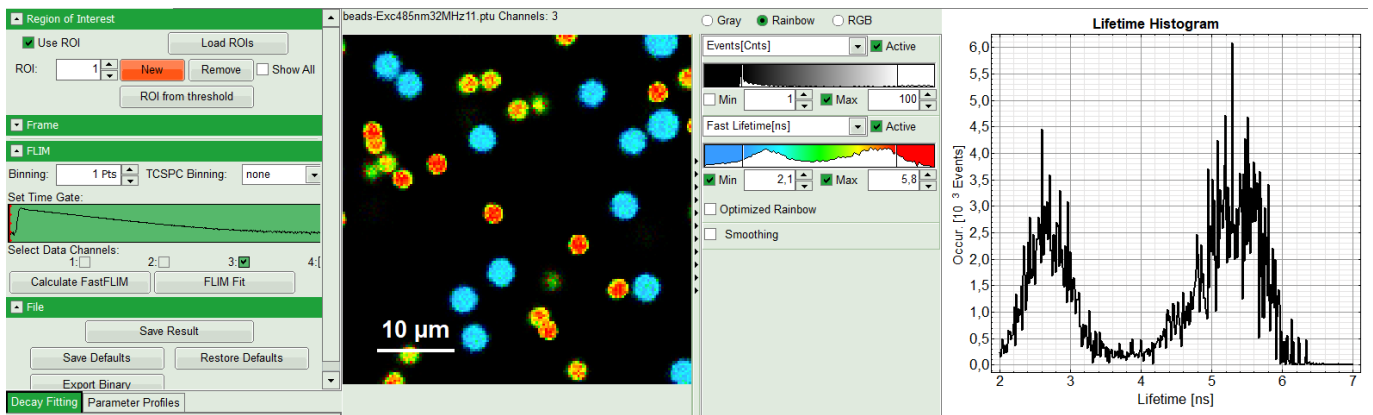 Region of Interest
Use ROI
Load ROIs
ROI:
1
New
Remove
Show All
ROI from threshold
Frame
FLIM
Binning:
1 Pts
TCSPC Binning:
none
Set Time Gate:
Select Data Channels:
1:
2:
3:
4:
Calculate FastFLIM
FLIM Fit
File
Save Result
Save Defaults
Restore Defaults
Export Binary
Decay Fitting
Parameter Profiles
beads-Exc485nm32MHz11.ptu Channels: 3
10 µm
Gray
Rainbow
RGB
Events[Cnts]
Active
Min
1
Max
100
Fast Lifetime[ns]
Active
Min
2,1
Max
5,8
Optimized Rainbow
Smoothing
Lifetime Histogram
Occur. [10 3 Events]
6,0
5,5
5,0
4,5
4,0
3,5
3,0
2,5
2,0
1,5
1,0
0,5
0,0
2
3
4
5
6
7
Lifetime [ns]